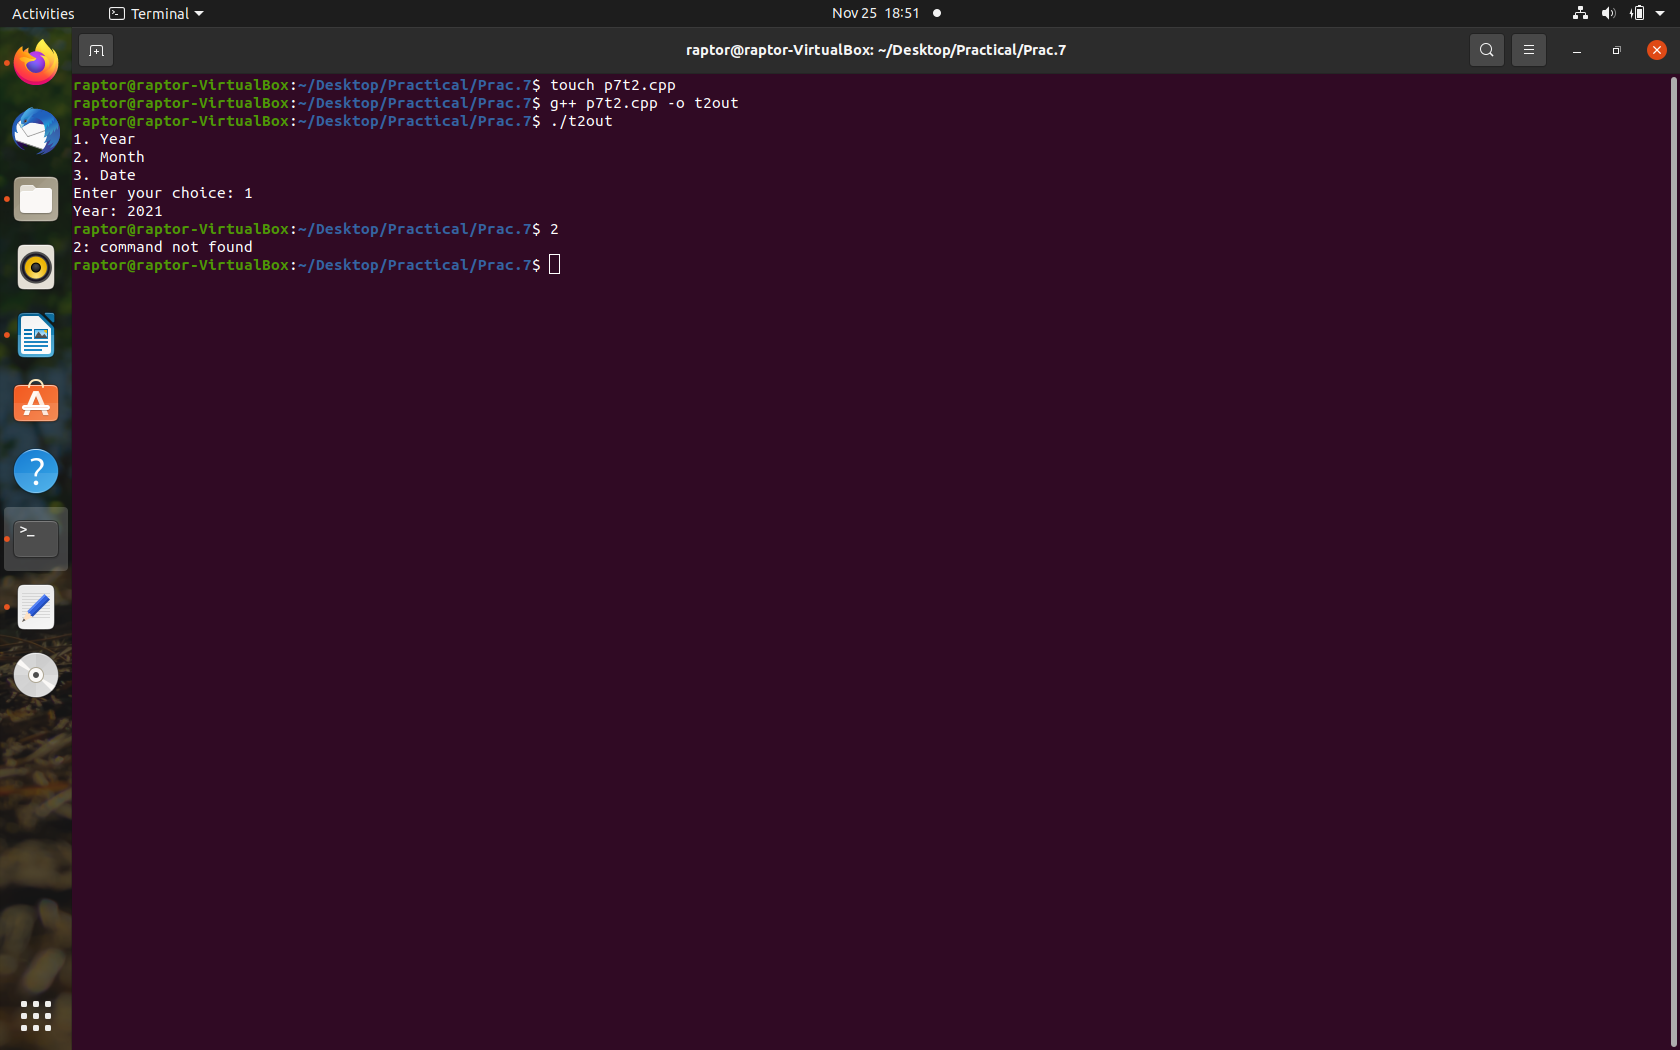 Activities
Terminal
Nov 25 18:51
raptor@raptor-VirtualBox: ~/Desktop/Practical/Prac.7
raptor@raptor-VirtualBox:~/Desktop/Practical/Prac.7$ touch p7t2.cpp
raptor@raptor-VirtualBox:~/Desktop/Practical/Prac.7$ g++ p7t2.cpp -o t2out
raptor@raptor-VirtualBox:~/Desktop/Practical/Prac.7$ ./t2out
1. Year
2. Month
3. Date
Enter your choice: 1
Year: 2021
raptor@raptor-VirtualBox:~/Desktop/Practical/Prac.7$ 2
2: command not found
raptor@raptor-VirtualBox:~/Desktop/Practical/Prac.7$